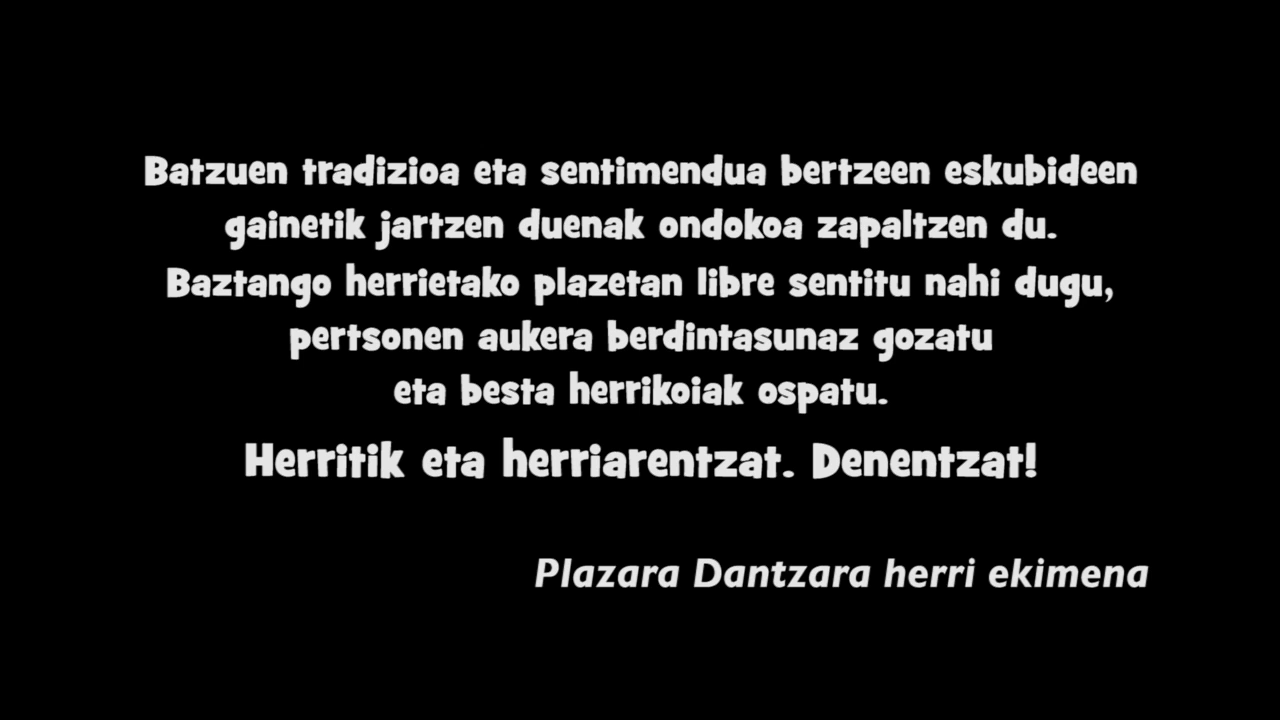 Batzuen tradizioa eta sentimendua bertzeen eskubideen
gainetik jartzen duenak ondokoa zapaltzen du.
Baztango herrietako plazetan libre sentitu nahi dugu,
pertsonen aukera berdintasunaz gozatu
eta besta herrikoiak ospatu.
Herritik eta herriarentzat. Denentzat!
Plazara Dantzara herri ekimena